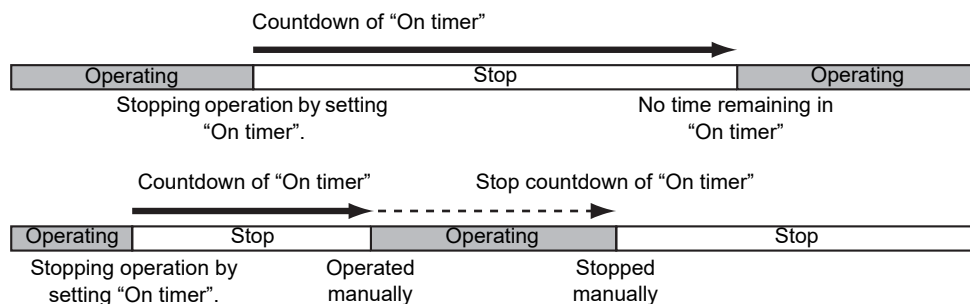 Countdown of “On timer”
Operating Stop Operating
Stopping operation by setting No time remaining in
“On timer”. “On timer”
Countdown of “On timer” Stop countdown of “On timer”
Operating Stop Operating Stop
Stopping operation by Operated Stopped
setting “On timer”. manually manually